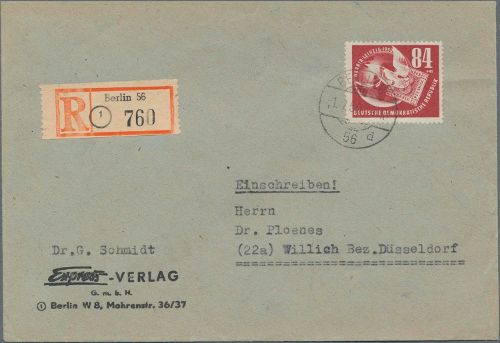 84
DEUTSCHE DEMOKRATISCHE REPUBLIK
Berlin 56
R 1 760
56 d
Einschreiben!
Herrn
Dr. Ploenes
(22a) Willich Bez.Düsseldorf
Dr.G. Schmidt
Express-VERLAG
G. m. b. H.
1 Berlin W 8, Mohrenstr. 36/37